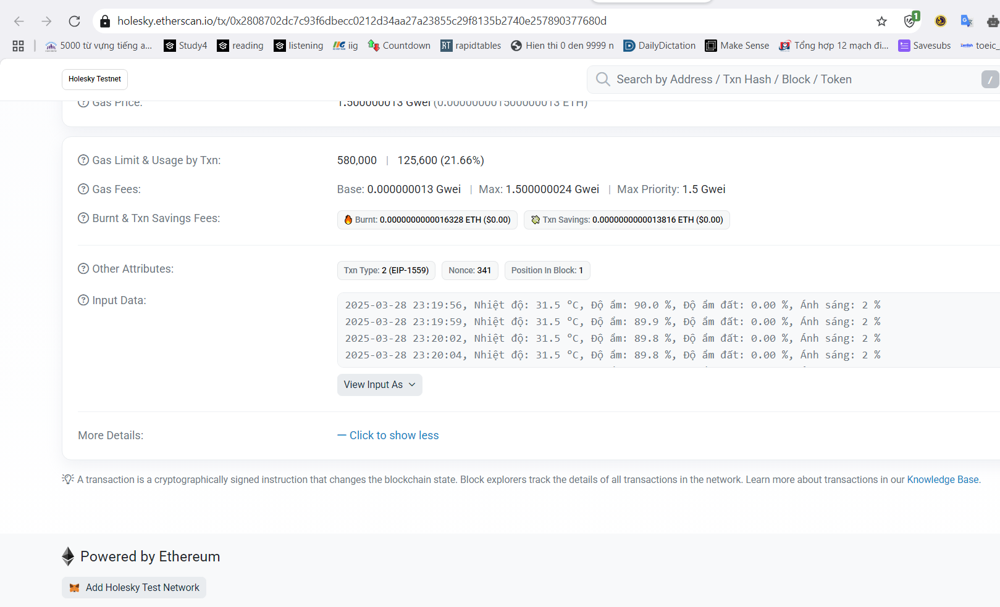 holesky.etherscan.io/tx/0x2808702dc7c93f6dbecc0212d34aa27a23855c29f8135b2740e257890377680d
1
5000 từ vựng tiếng a... Study4 reading listening iig Countdown RT rapidtables Hien thi 0 den 9999 n DailyDictation Make Sense Tổng hợp 12 mạch đi... Savesubs toeic_
Holesky Testnet
Search by Address / Txn Hash / Block / Token
/
Gas Price: 1.500000013 Gwei (0.000000001500000013 ETH)
Gas Limit & Usage by Txn: 580,000 | 125,600 (21.66%)
Gas Fees: Base: 0.000000013 Gwei | Max: 1.500000024 Gwei | Max Priority: 1.5 Gwei
Burnt & Txn Savings Fees: Burnt: 0.0000000000016328 ETH ($0.00) Txn Savings: 0.0000000000013816 ETH ($0.00)
Other Attributes: Txn Type: 2 (EIP-1559) Nonce: 341 Position In Block: 1
Input Data:
2025-03-28 23:19:56, Nhiệt độ: 31.5 °C, Độ ẩm: 90.0 %, Độ ẩm đất: 0.00 %, Ánh sáng: 2 %
2025-03-28 23:19:59, Nhiệt độ: 31.5 °C, Độ ẩm: 89.9 %, Độ ẩm đất: 0.00 %, Ánh sáng: 2 %
2025-03-28 23:20:02, Nhiệt độ: 31.5 °C, Độ ẩm: 89.8 %, Độ ẩm đất: 0.00 %, Ánh sáng: 2 %
2025-03-28 23:20:04, Nhiệt độ: 31.5 °C, Độ ẩm: 89.8 %, Độ ẩm đất: 0.00 %, Ánh sáng: 2 %
View Input As
More Details: — Click to show less
A transaction is a cryptographically signed instruction that changes the blockchain state. Block explorers track the details of all transactions in the network. Learn more about transactions in our Knowledge Base.
Powered by Ethereum
Add Holesky Test Network